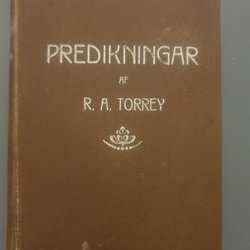 PREDIKNINGAR
AF
R. A. TORREY